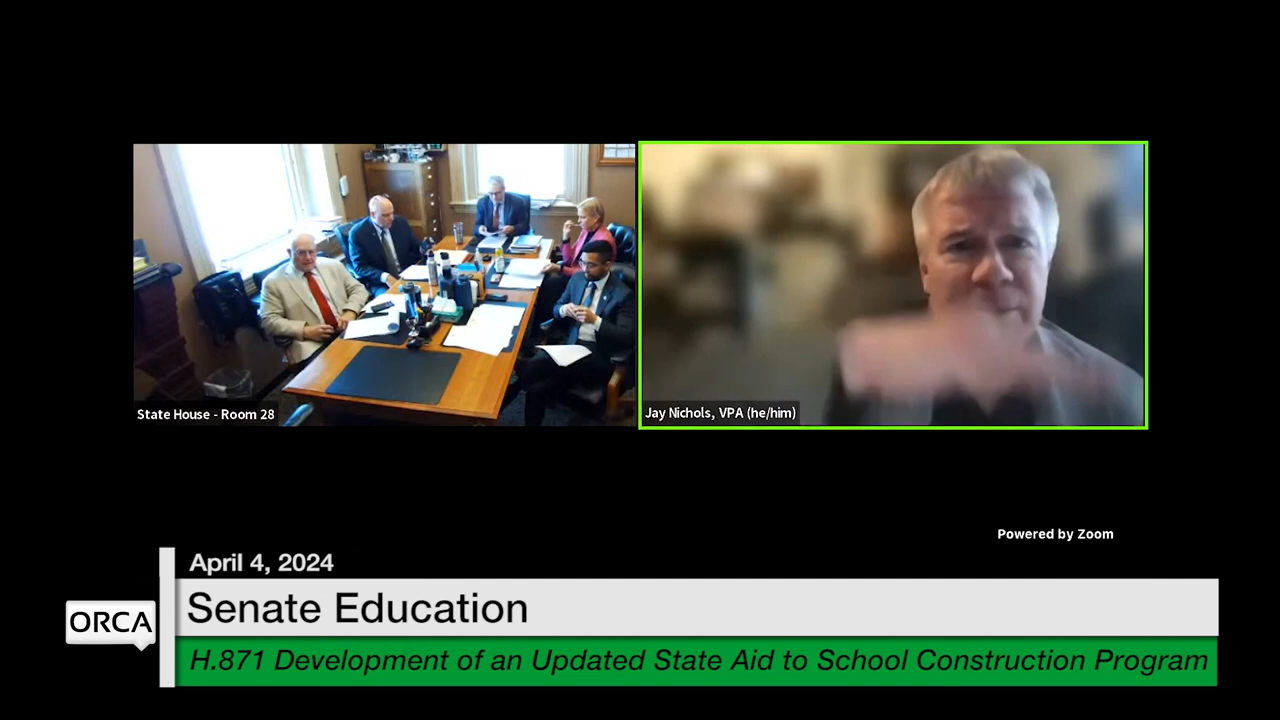 State House - Room 28
Jay Nichols, VPA (he/him)
Powered by Zoom
April 4, 2024
Senate Education
ORCA
H.871 Development of an Updated State Aid to School Construction Program